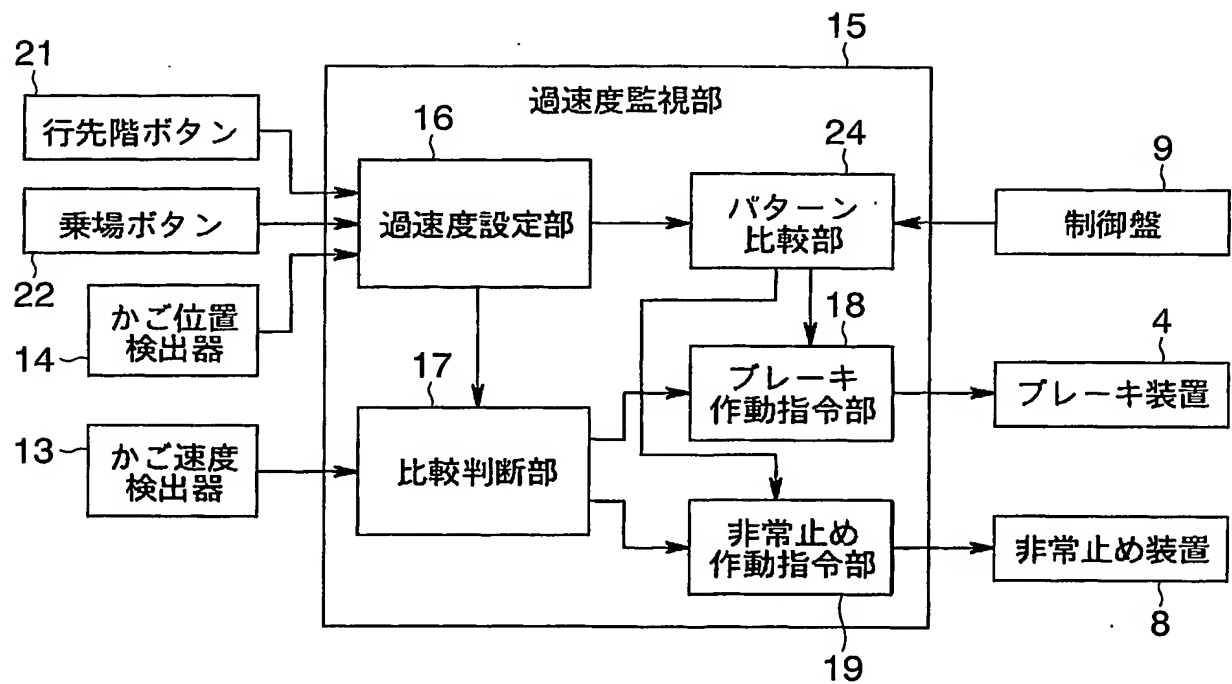 15
21
過速度監視部
行先階ボタン
16
24
9
乗場ボタン
過速度設定部
パターン
比較部
制御盤
22
かご位置
検出器
14
17
18
4
ブレーキ
作動指令部
ブレーキ装置
13
かご速度
検出器
比較判断部
非常止め
作動指令部
非常止め装置
8
19